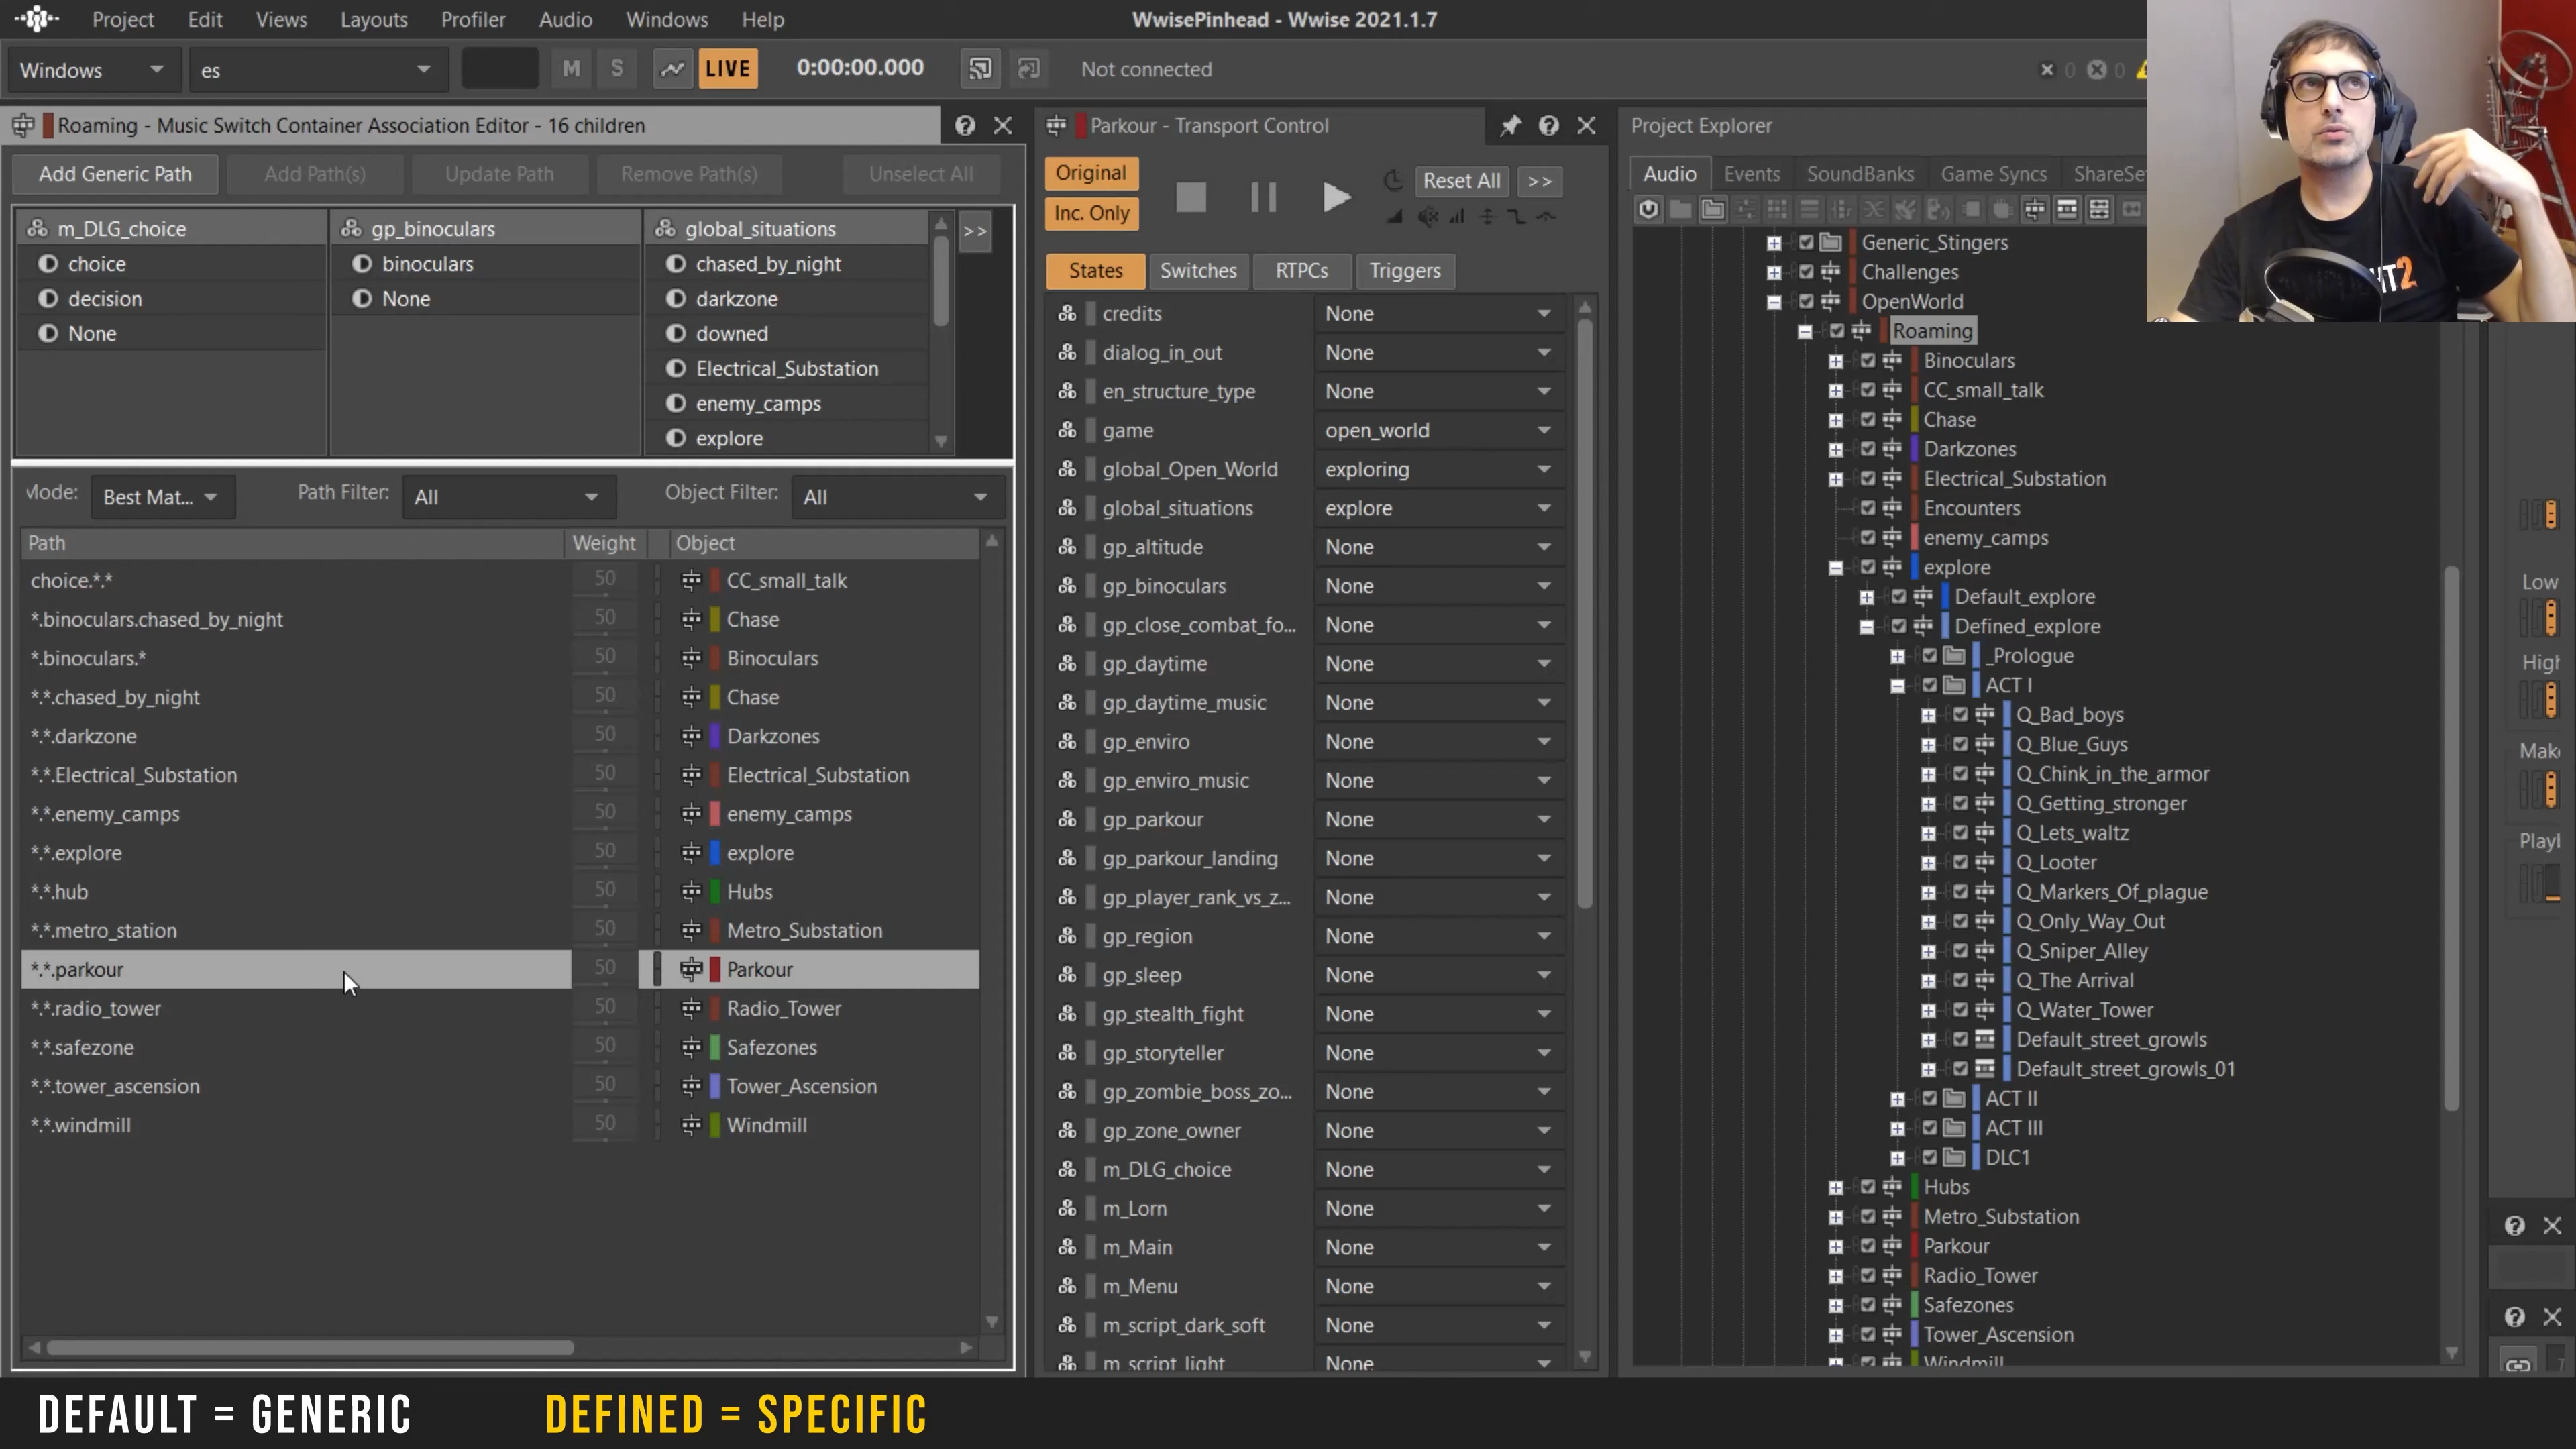 Project Edit Views Layouts Profiler Audio Windows Help
WwisePinhead - Wwise 2021.1.7
Windows es M S LIVE 0:00:00.000 Not connected 0 0
Roaming - Music Switch Container Association Editor - 16 children
Add Generic Path Add Path(s) Update Path Remove Path(s) Unselect All
m_DLG_choice gp_binoculars global_situations >>
choice binoculars chased_by_night
decision None darkzone
None downed
Electrical_Substation
enemy_camps
explore
Mode: Best Mat... Path Filter: All Object Filter: All
Path Weight Object
choice.*.* 50 CC_small_talk
*.binoculars.chased_by_night 50 Chase
*.binoculars.* 50 Binoculars
*.*.chased_by_night 50 Chase
*.*.darkzone 50 Darkzones
*.*.Electrical_Substation 50 Electrical_Substation
*.*.enemy_camps 50 enemy_camps
*.*.explore 50 explore
*.*.hub 50 Hubs
*.*.metro_station 50 Metro_Substation
*.*.parkour 50 Parkour
*.*.radio_tower 50 Radio_Tower
*.*.safezone 50 Safezones
*.*.tower_ascension 50 Tower_Ascension
*.*.windmill 50 Windmill
Parkour - Transport Control
Original
Inc. Only
Reset All >>
States Switches RTPCs Triggers
credits None
dialog_in_out None
en_structure_type None
game open_world
global_Open_World exploring
global_situations explore
gp_altitude None
gp_binoculars None
gp_close_combat_fo... None
gp_daytime None
gp_daytime_music None
gp_enviro None
gp_enviro_music None
gp_parkour None
gp_parkour_landing None
gp_player_rank_vs_z... None
gp_region None
gp_sleep None
gp_stealth_fight None
gp_storyteller None
gp_zombie_boss_zo... None
gp_zone_owner None
m_DLG_choice None
m_Lorn None
m_Main None
m_Menu None
m_script_dark_soft None
m_script_light None
Project Explorer
Audio Events SoundBanks Game Syncs ShareSe
Generic_Stingers
Challenges
OpenWorld
Roaming
Binoculars
CC_small_talk
Chase
Darkzones
Electrical_Substation
Encounters
enemy_camps
explore
Default_explore
Defined_explore
_Prologue
ACT I
Q_Bad_boys
Q_Blue_Guys
Q_Chink_in_the_armor
Q_Getting_stronger
Q_Lets_waltz
Q_Looter
Q_Markers_Of_plague
Q_Only_Way_Out
Q_Sniper_Alley
Q_The Arrival
Q_Water_Tower
Default_street_growls
Default_street_growls_01
ACT II
ACT III
DLC1
Hubs
Metro_Substation
Parkour
Radio_Tower
Safezones
Tower_Ascension
Windmill
Low
High
Make
Playl
DEFAULT = GENERIC DEFINED = SPECIFIC